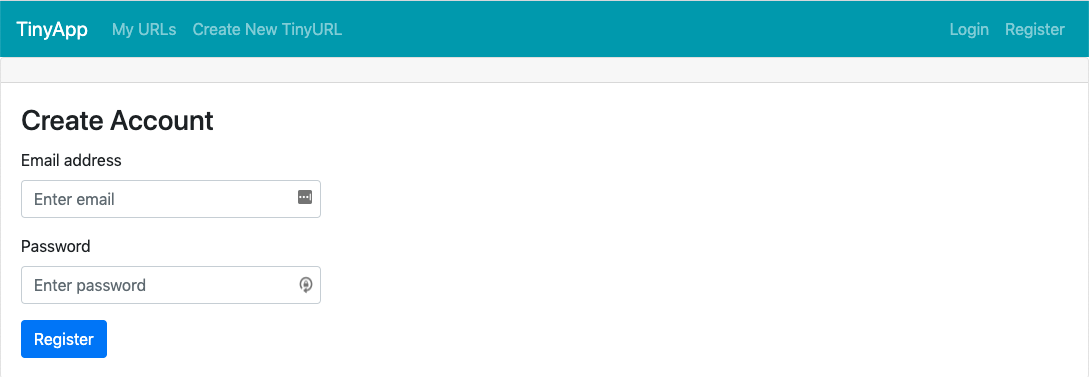 TinyApp My URLs Create New TinyURL Login Register
Create Account
Email address
Enter email
Password
Enter password
Register